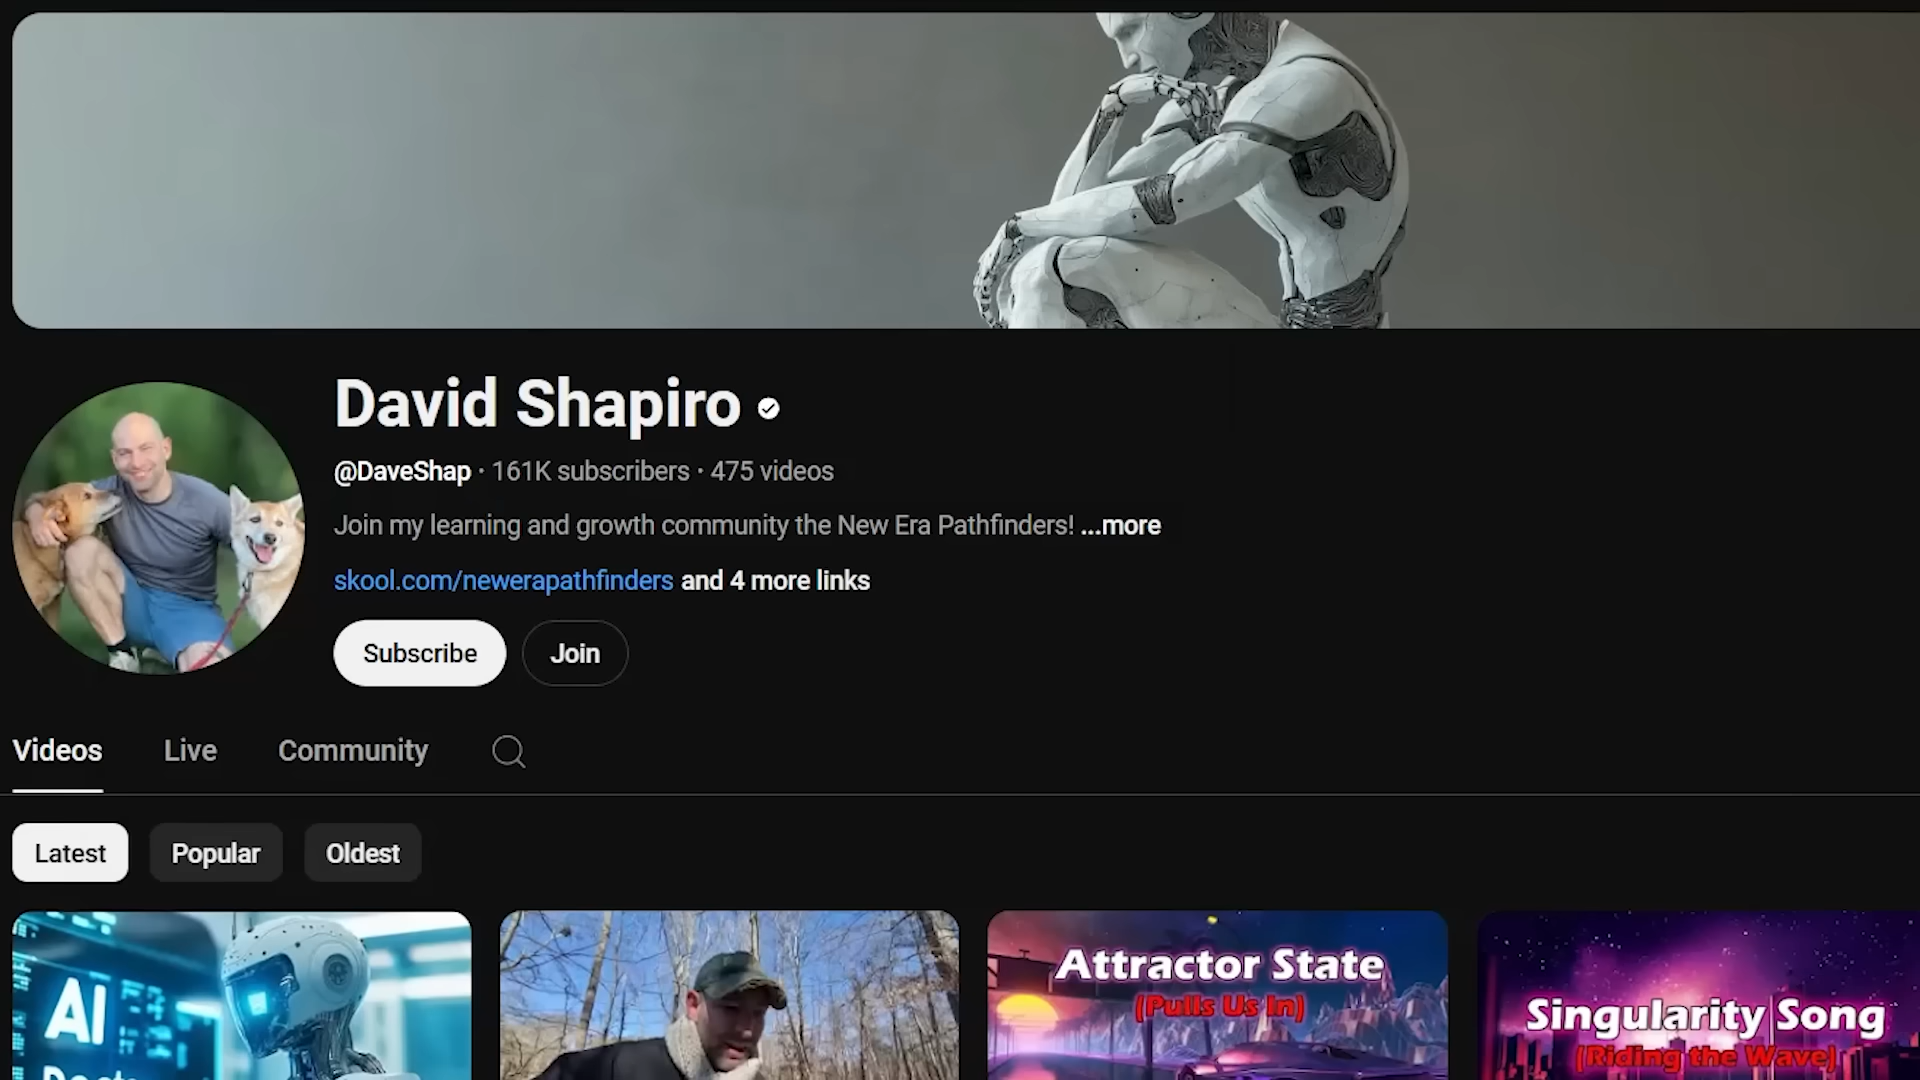 David Shapiro
@DaveShap · 161K subscribers · 475 videos
Join my learning and growth community the New Era Pathfinders! ...more
skool.com/newerapathfinders and 4 more links
Subscribe Join
Videos Live Community
Latest Popular Oldest
AI
Attractor State
(Pulls Us In)
Singularity Song
(Riding the Wave)